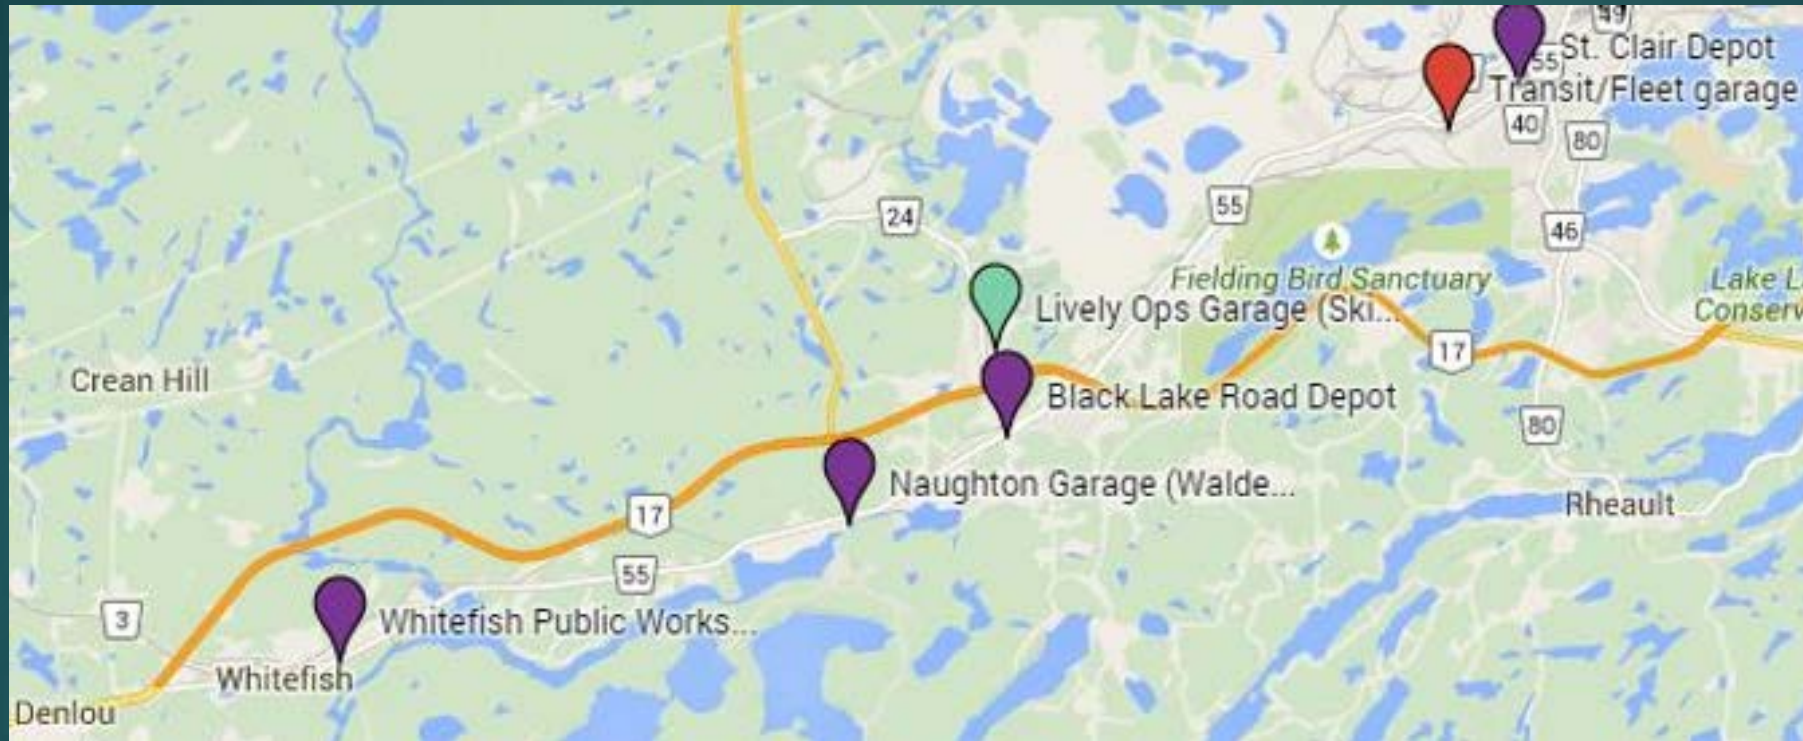 49
St. Clair Depot
55
Transit/Fleet garage
40
80
55
24
46
Fielding Bird Sanctuary
Lake L
Conserv
Lively Ops Garage (Ski...
17
Crean Hill
Black Lake Road Depot
80
Naughton Garage (Walde...
Rheault
17
55
3
Whitefish Public Works...
Whitefish
Denlou